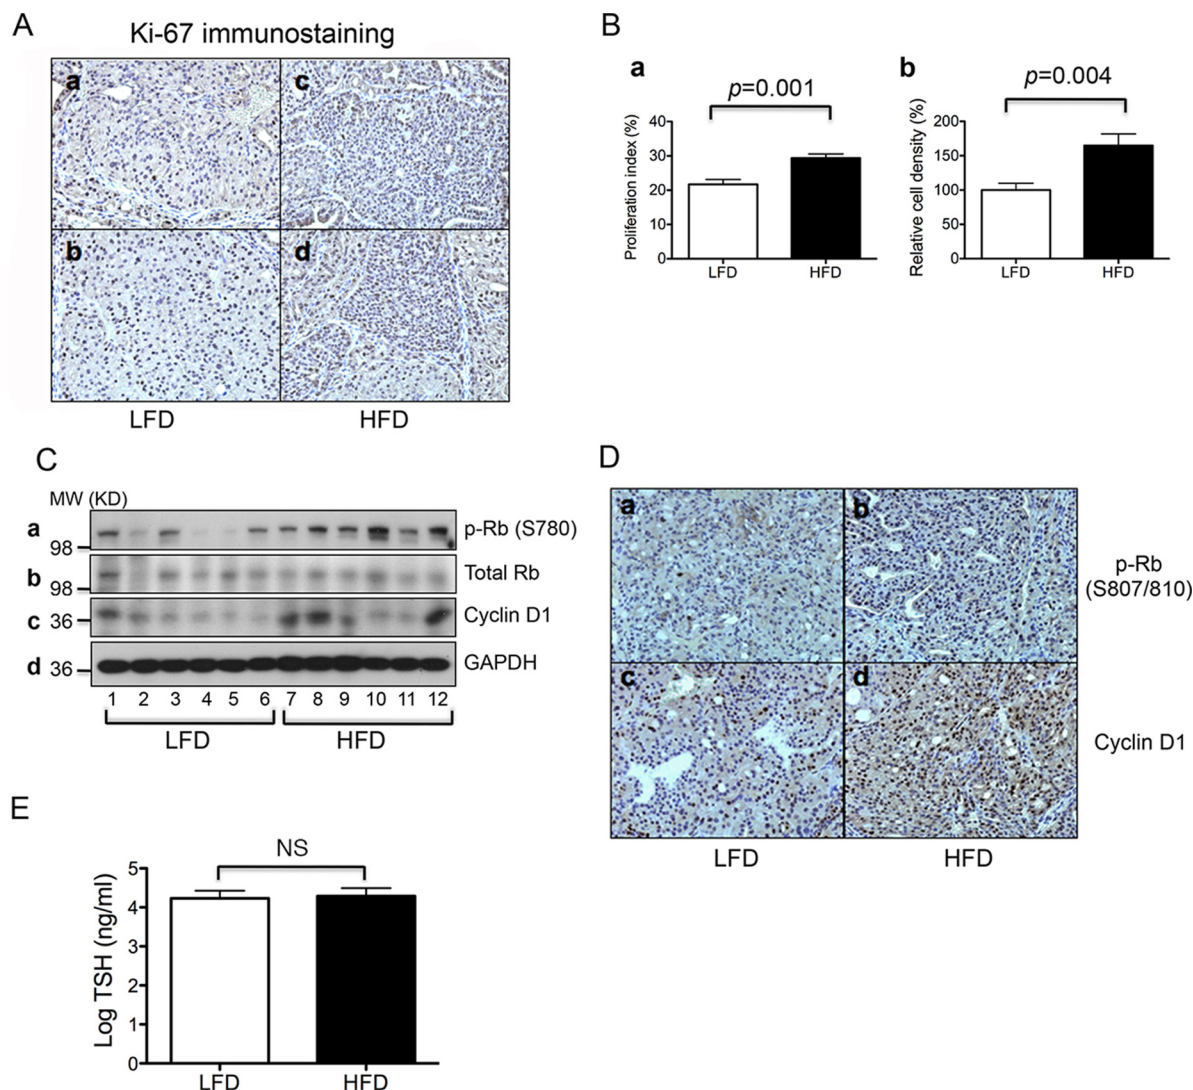 A
Ki-67 immunostaining
a
c
b
d
LFD
HFD
B
a
b
p=0.001
p=0.004
Proliferation index (%)
40
30
20
10
0
LFD
HFD
Relative cell density (%)
200
150
100
50
0
LFD
HFD
C
MW (KD)
a
98
p-Rb (S780)
b
98
Total Rb
c
36
Cyclin D1
d
36
GAPDH
1 2 3 4 5 6 7 8 9 10 11 12
LFD
HFD
D
a
b
p-Rb
(S807/810)
c
d
Cyclin D1
LFD
HFD
E
NS
Log TSH (ng/ml)
5
4
3
2
1
0
LFD
HFD